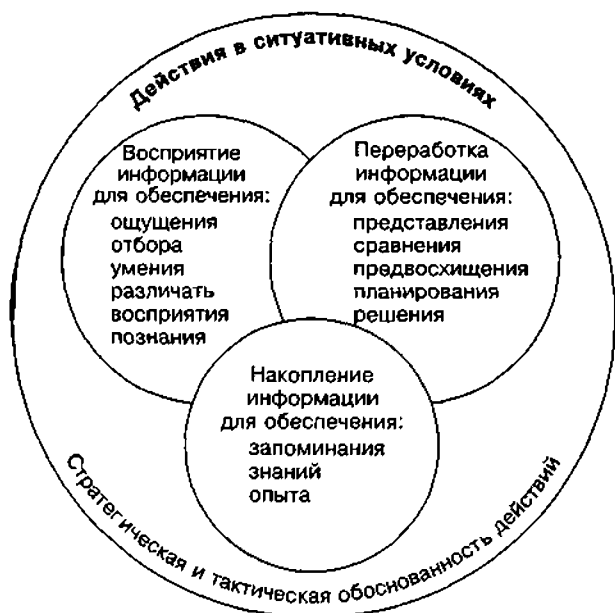 Действия в ситуативных условиях
Восприятие
информации
для обеспечения:
ощущения
отбора
умения
различать
восприятия
познания
Переработка
информации
для обеспечения:
представления
сравнения
предвосхищения
планирования
решения
Накопление
информации
для обеспечения:
запоминания
знаний
опыта
Стратегическая и тактическая обоснованность действий